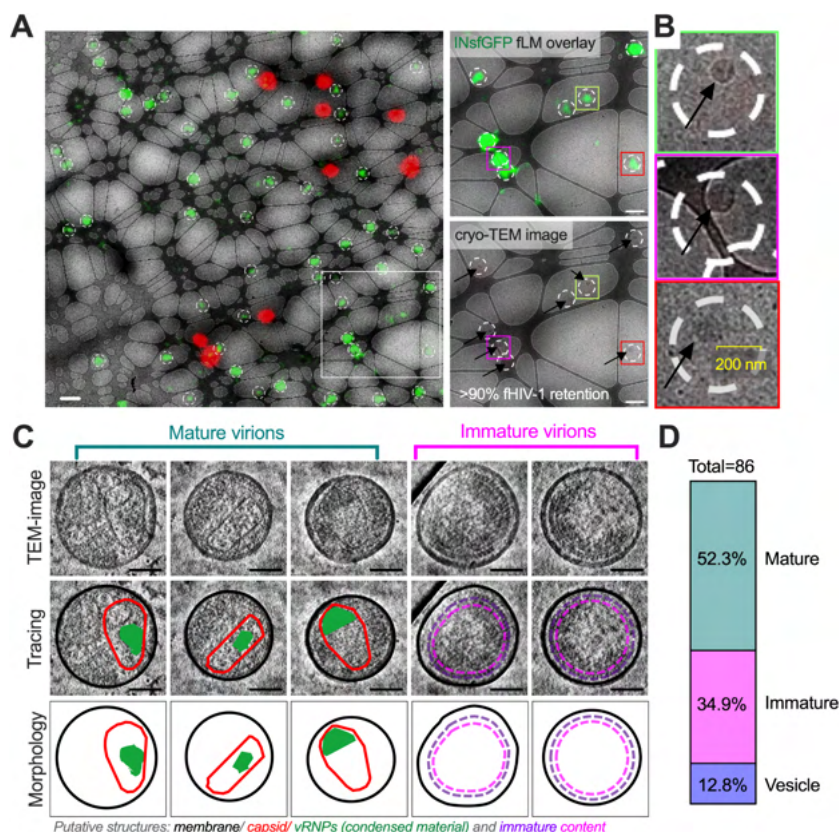 A
INsfGFP fLM overlay
cryo-TEM image
>90% fHIV-1 retention
B
200 nm
C
Mature virions
Immature virions
TEM-image
Tracing
Morphology
Putative structures: membrane/ capsid/ vRNPs (condensed material) and immature content
D
Total=86
52.3%
Mature
34.9%
Immature
12.8%
Vesicle